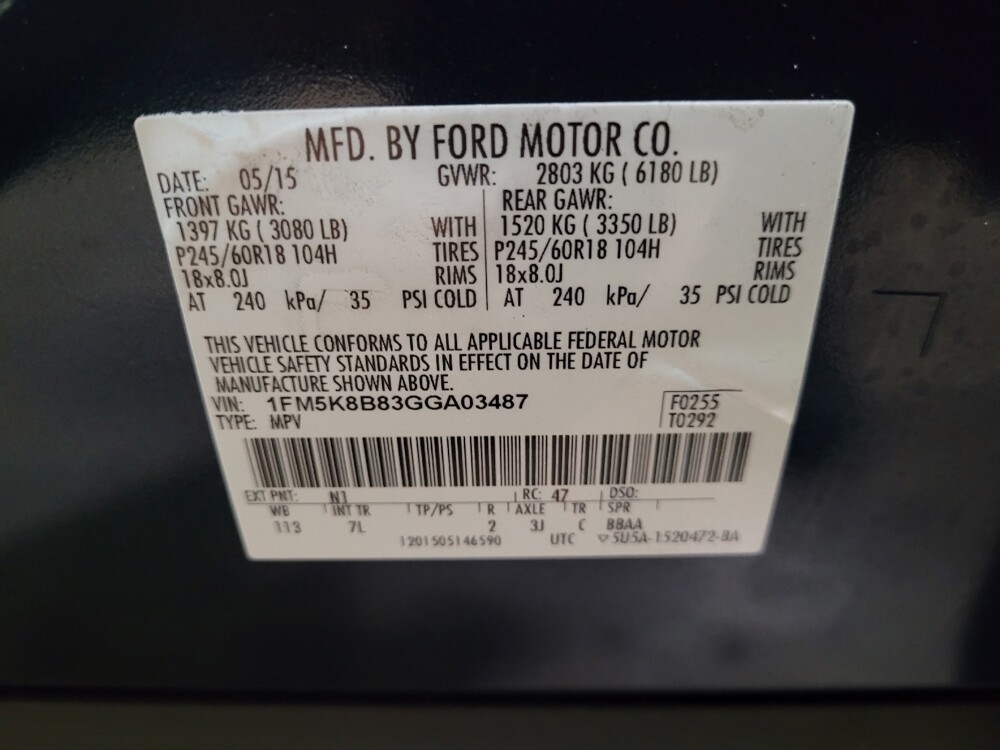 MFD. BY FORD MOTOR CO.
DATE: 05/15 GVWR: 2803 KG ( 6180 LB)
FRONT GAWR: REAR GAWR:
1397 KG ( 3080 LB) WITH 1520 KG ( 3350 LB) WITH
P245/60R18 104H TIRES P245/60R18 104H TIRES
18x8.0J RIMS 18x8.0J RIMS
AT 240 kPa/ 35 PSI COLD AT 240 kPa/ 35 PSI COLD
THIS VEHICLE CONFORMS TO ALL APPLICABLE FEDERAL MOTOR
VEHICLE SAFETY STANDARDS IN EFFECT ON THE DATE OF
MANUFACTURE SHOWN ABOVE.
VIN: 1FM5K8B83GGA03487 F0255
TYPE: MPV T0292
EXT PNT: N1 RC: 47 DSO:
WB INT TR TP/PS R AXLE TR SPR
113 7L 2 3J C BBAA
1201505146590 UTC ▽5U5A-1520472-BA